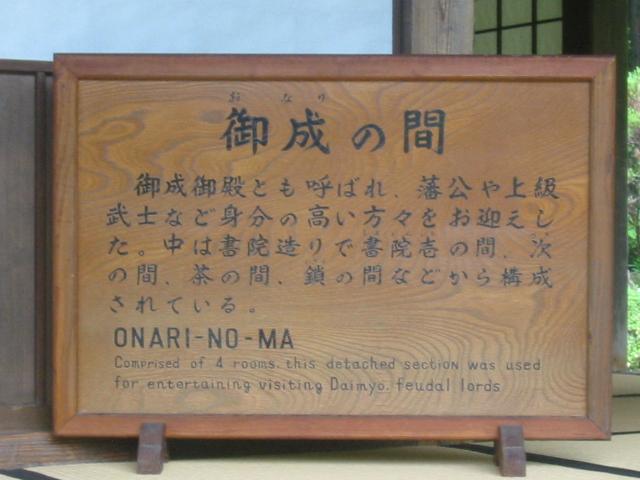 おなり
御成の間
御成御殿とも呼ばれ、藩公や上級
武士など身分の高い方々をお迎えし
た。中は書院造りで書院壱の間、次
の間、茶の間、鎖の間などから構成
されている。
ONARI-NO-MA
Comprised of 4 rooms. this detached section was used
for entertaining visiting Daimyo. feudal lords